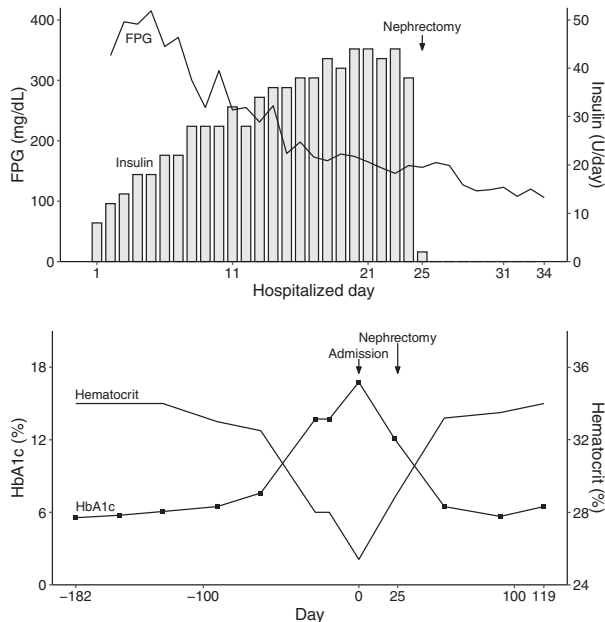 FPG
Nephrectomy
Insulin
400
300
200
100
0
FPG (mg/dL)
50
40
30
20
10
0
Insulin (U/day)
1
11
21
25
31
34
Hospitalized day
Nephrectomy
Admission
Hematocrit
HbA1c
18
12
6
0
HbA1c (%)
36
32
28
24
Hematocrit (%)
−182
−100
0
25
100
119
Day